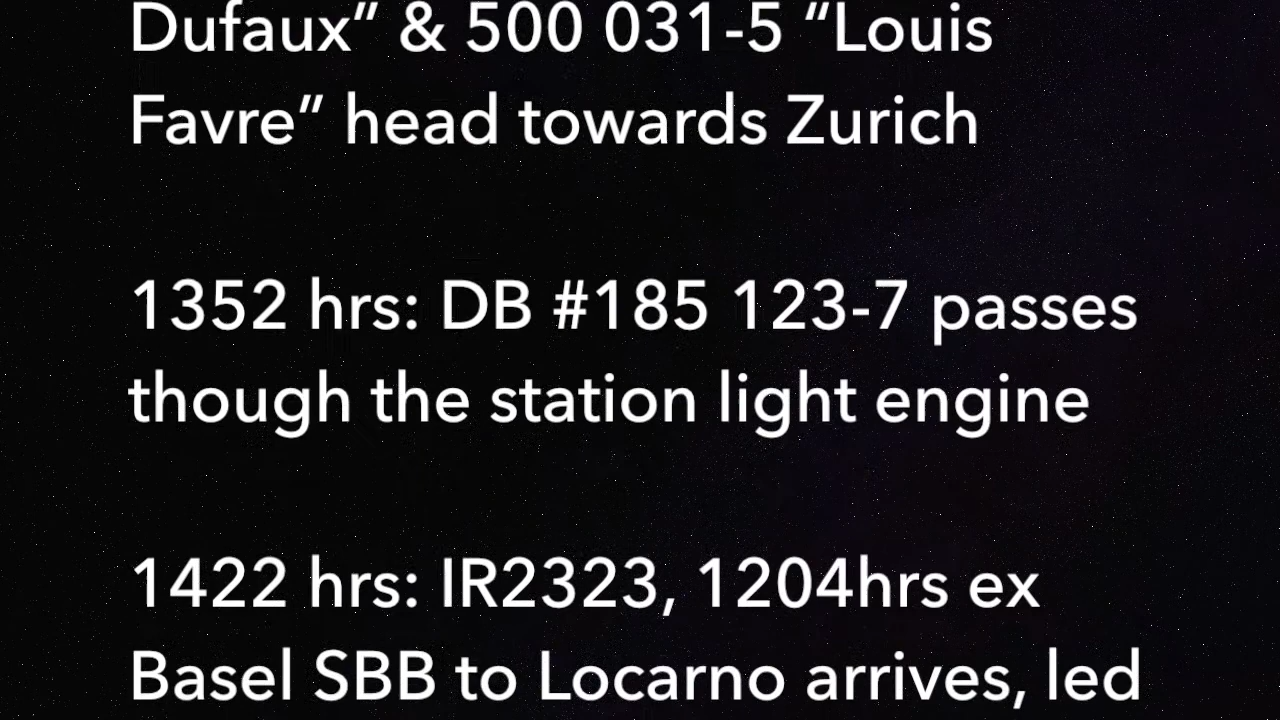 Dufaux” & 500 031-5 “Louis
Favre” head towards Zurich
1352 hrs: DB #185 123-7 passes
though the station light engine
1422 hrs: IR2323, 1204hrs ex
Basel SBB to Locarno arrives, led